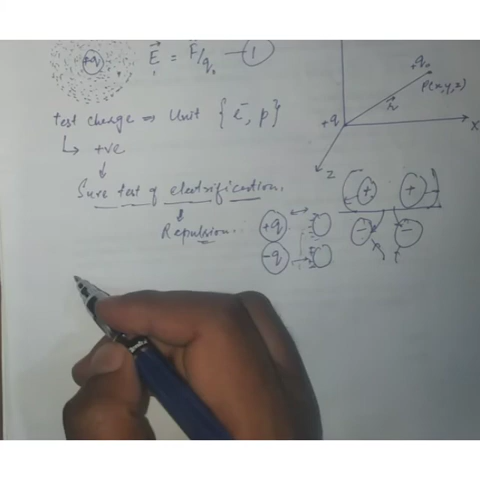 +q E⃗ = F⃗/q₀ — 1
test charge ⇒ Unit {e⁻, p}
↳ +ve
Sure test of electrification.
Repulsion.
+q₀
P(x,y,z)
r⃗
+q
X
Z
+ +
+q
- -
-q